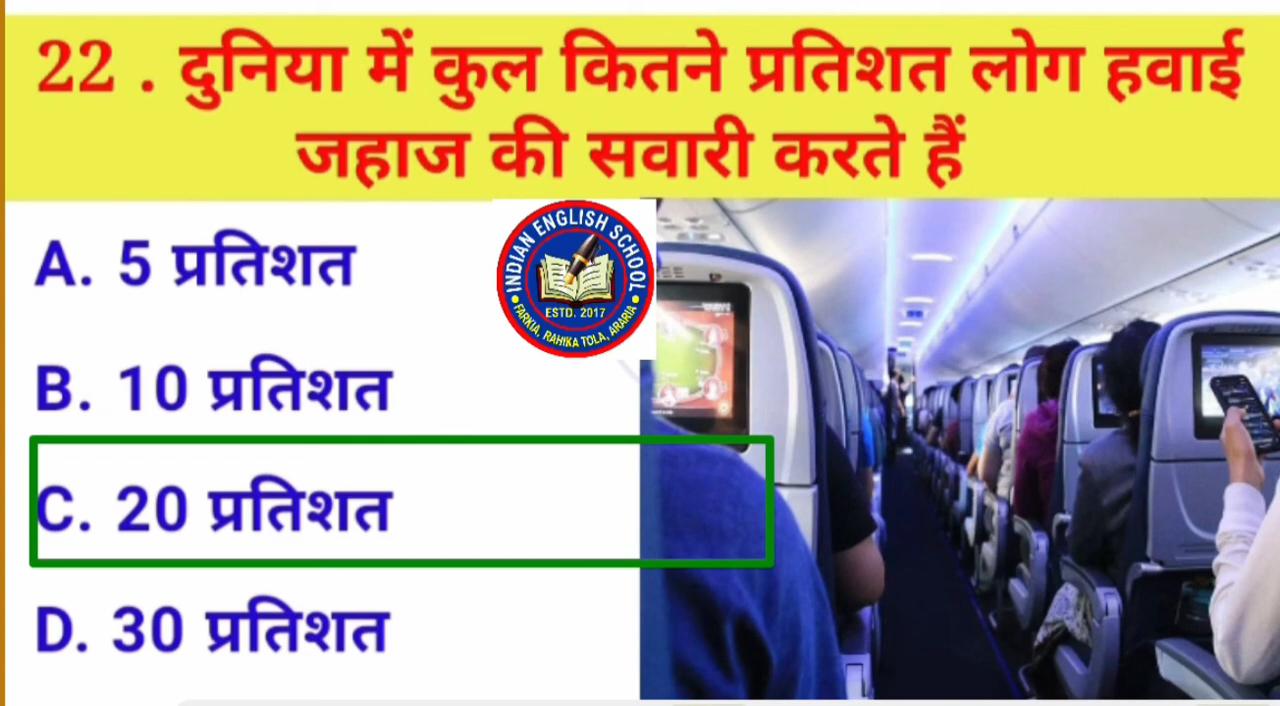 22 . दुनिया में कुल कितने प्रतिशत लोग हवाई
जहाज की सवारी करते हैं
A. 5 प्रतिशत
B. 10 प्रतिशत
C. 20 प्रतिशत
D. 30 प्रतिशत
INDIAN ENGLISH SCHOOL
ESTD. 2017
FARKIA, RAHIKA TOLA, ARARIA